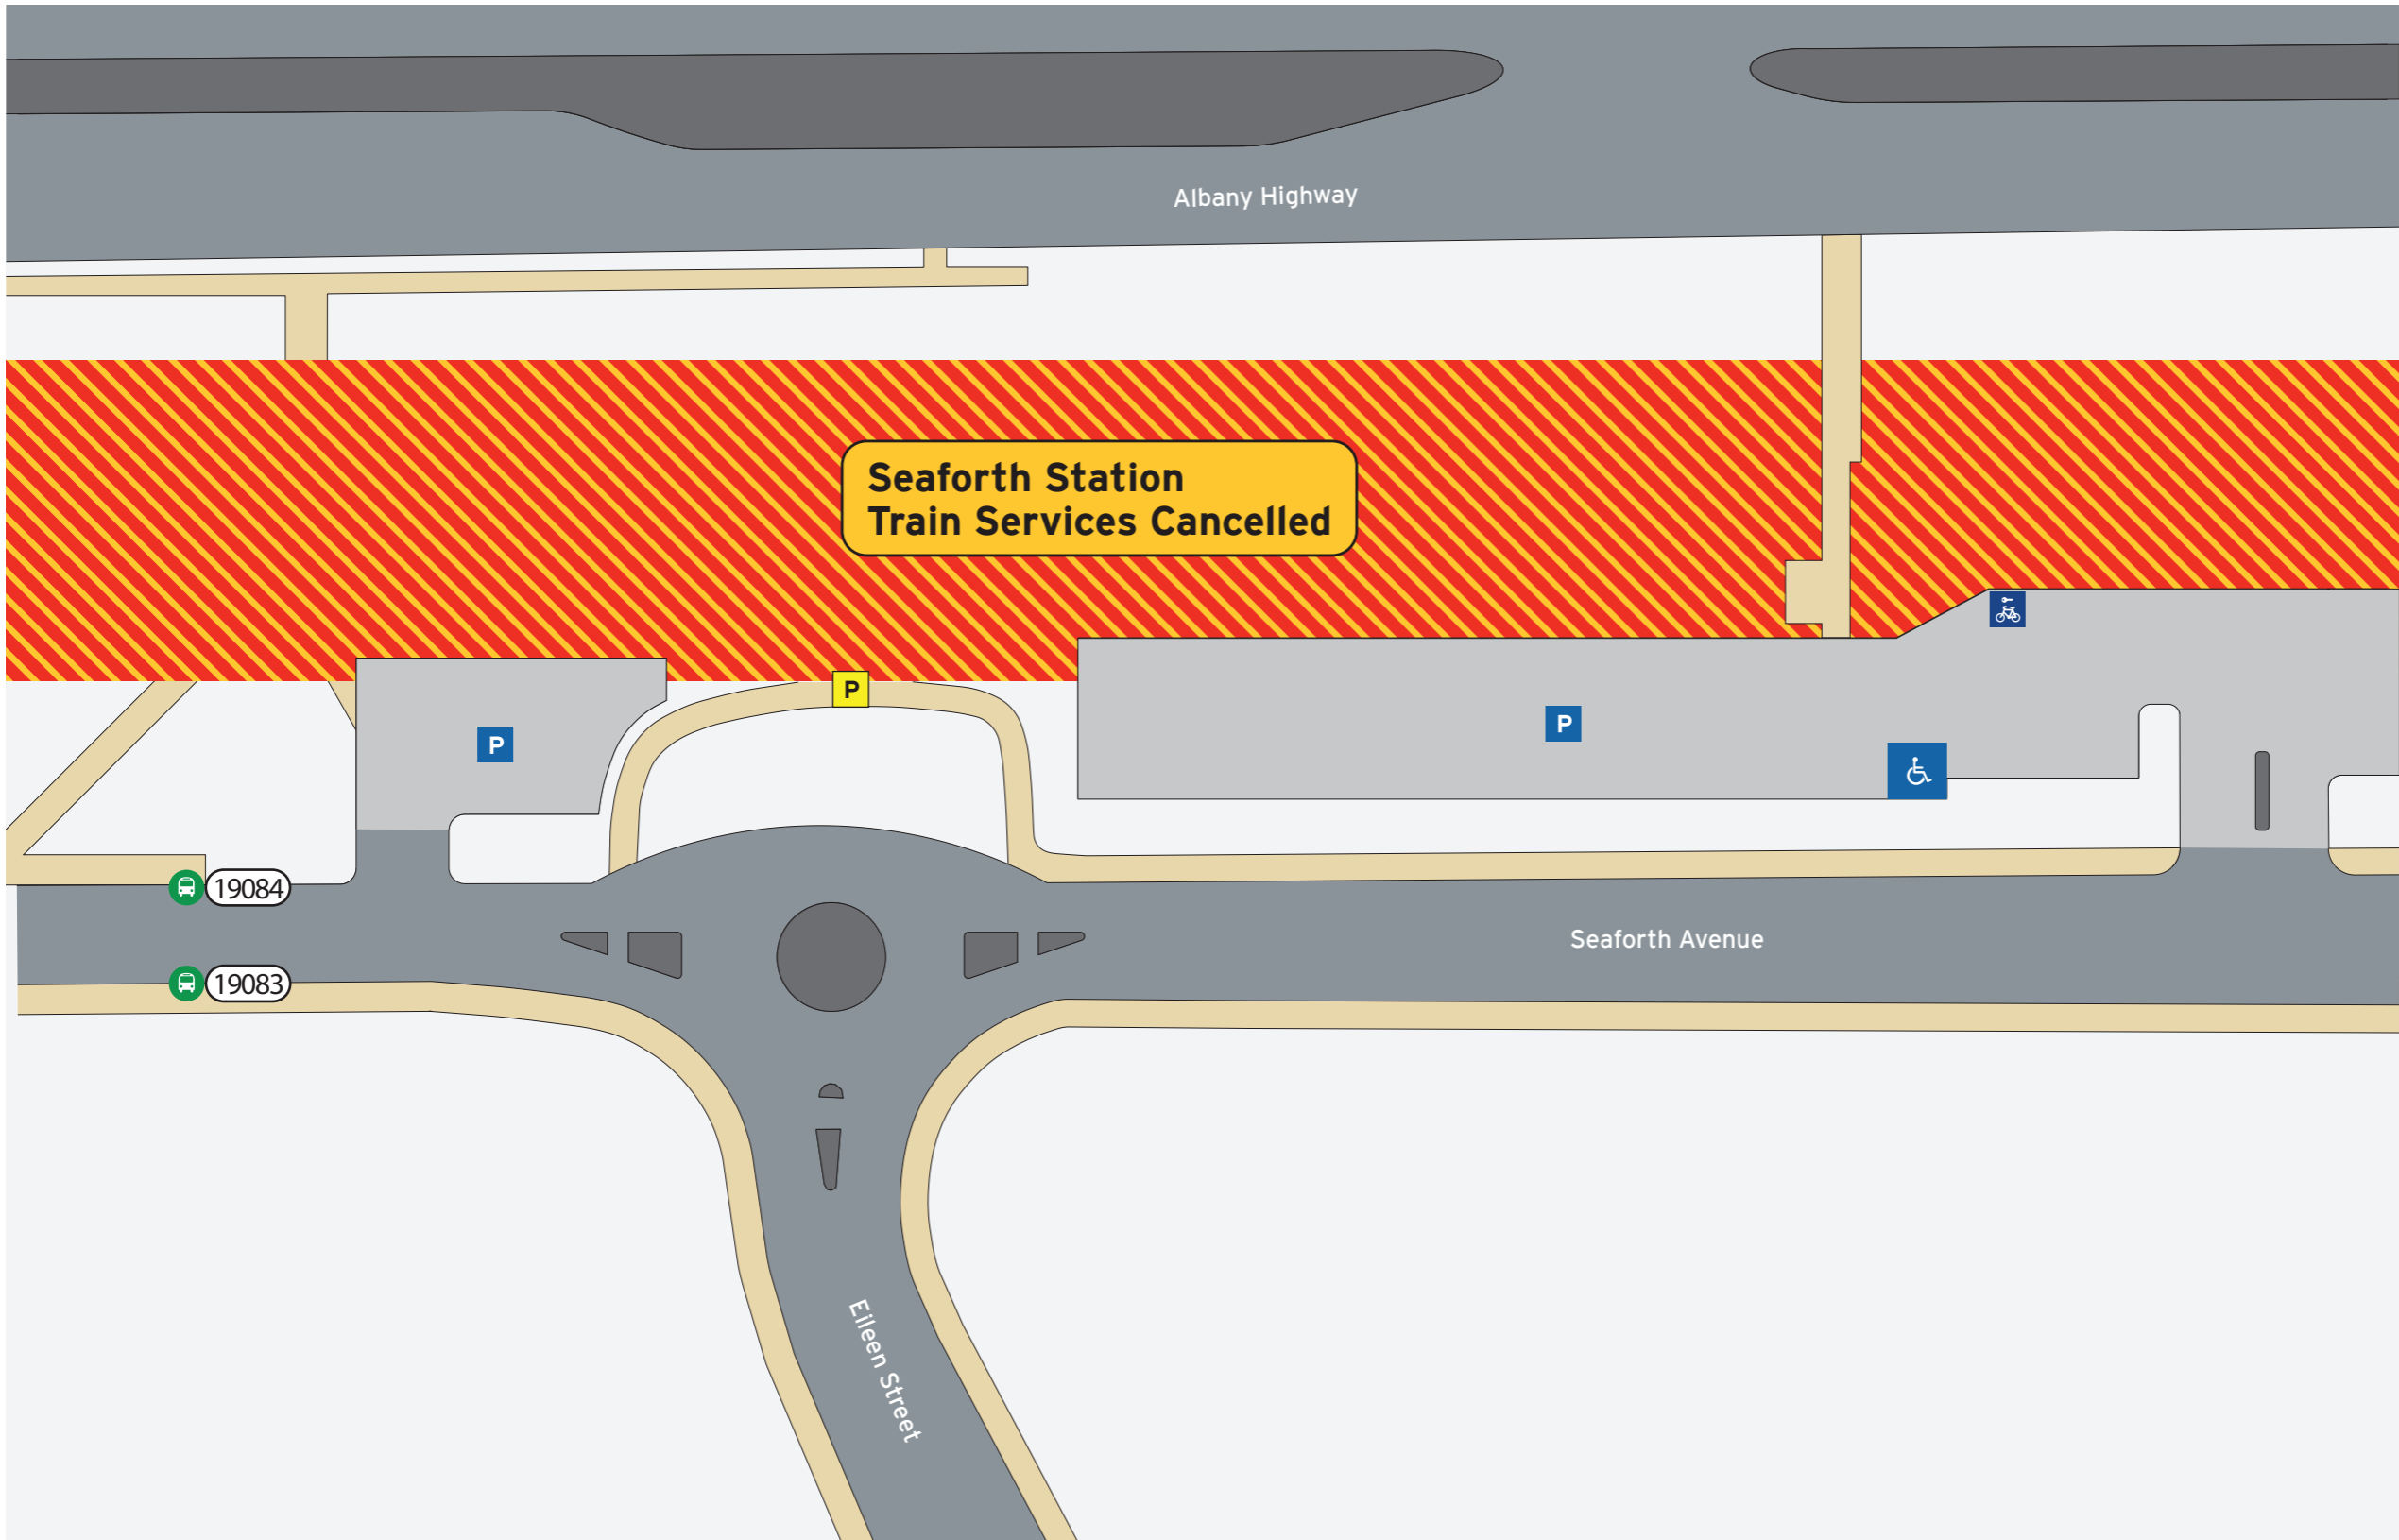 Albany Highway
Seaforth Station
Train Services Cancelled
P
P
P
19084
Seaforth Avenue
19083
Eileen Street